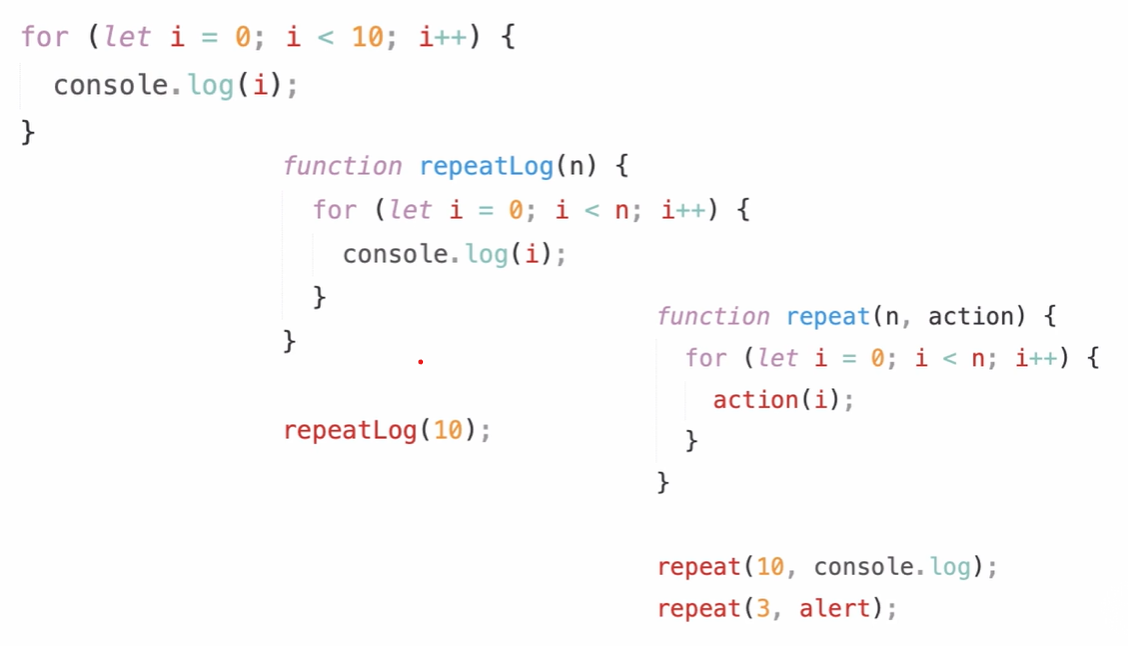 for (let i = 0; i < 10; i++) {
  console.log(i);
}
function repeatLog(n) {
  for (let i = 0; i < n; i++) {
    console.log(i);
  }
}
repeatLog(10);
function repeat(n, action) {
  for (let i = 0; i < n; i++) {
    action(i);
  }
}
repeat(10, console.log);
repeat(3, alert);